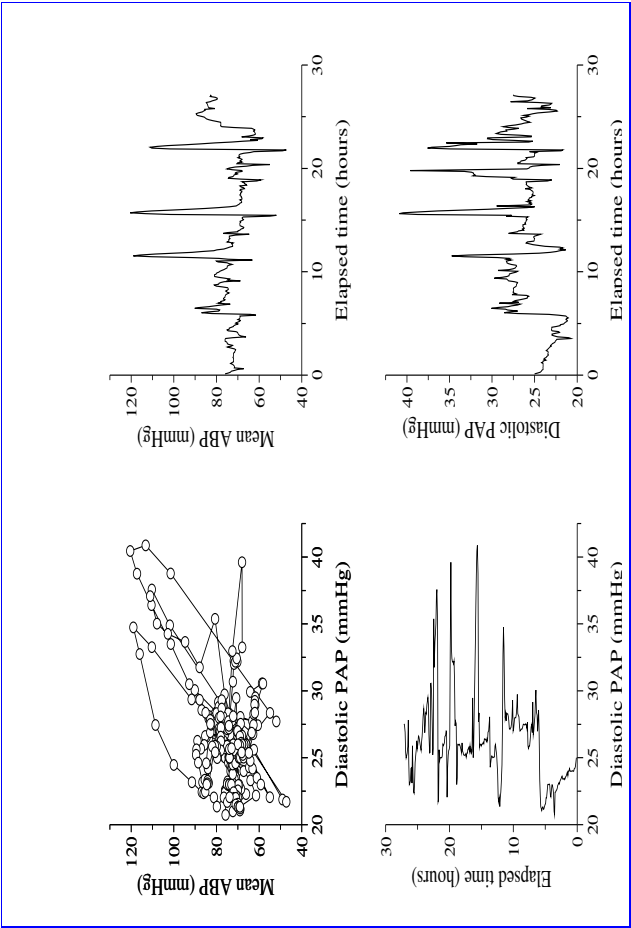 Mean ABP (mmHg)
120
100
80
60
40
20 25 30 35 40
Diastolic PAP (mmHg)
Mean ABP (mmHg)
120
100
80
60
40
0 10 20 30
Elapsed time (hours)
Elapsed time (hours)
30
20
10
0
20 25 30 35 40
Diastolic PAP (mmHg)
Diastolic PAP (mmHg)
40
35
30
25
20
0 10 20 30
Elapsed time (hours)